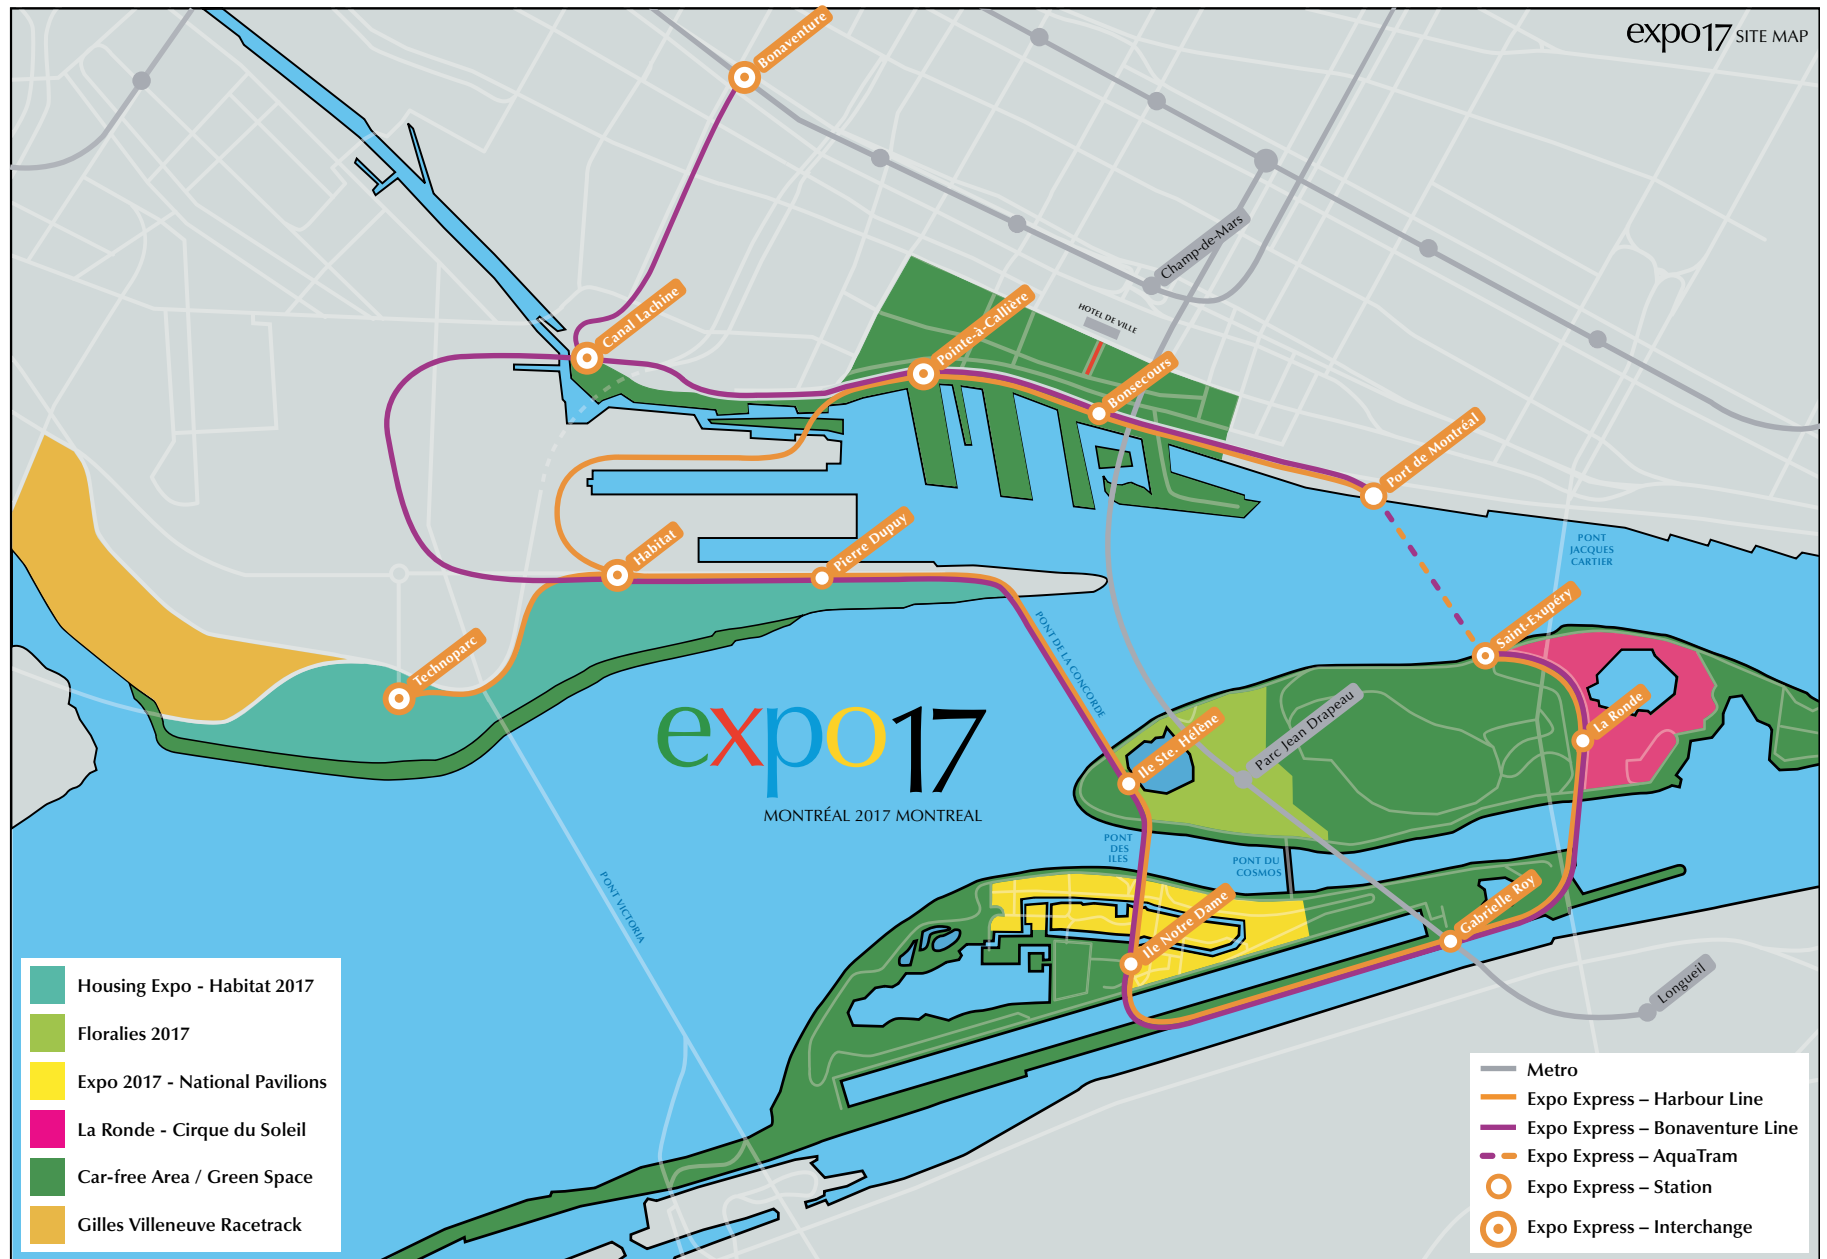 expo17 SITE MAP
Bonaventure
Champ-de-Mars
Canal Lachine
Pointe-à-Callière
HOTEL DE VILLE
Bonsecours
Port de Montréal
Habitat
Pierre Dupuy
PONT
JACQUES
CARTIER
Technoparc
PONT DE LA CONCORDE
Saint-Exupéry
Ile Ste. Hélène
Parc Jean Drapeau
La Ronde
expo17
MONTRÉAL 2017 MONTREAL
PONT
DES
ILES
PONT DU
COSMOS
PONT VICTORIA
Ile Notre Dame
Gabrielle Roy
Longueil
Housing Expo - Habitat 2017
Floralies 2017
Expo 2017 - National Pavilions
La Ronde - Cirque du Soleil
Car-free Area / Green Space
Gilles Villeneuve Racetrack
Metro
Expo Express – Harbour Line
Expo Express – Bonaventure Line
Expo Express – AquaTram
Expo Express – Station
Expo Express – Interchange